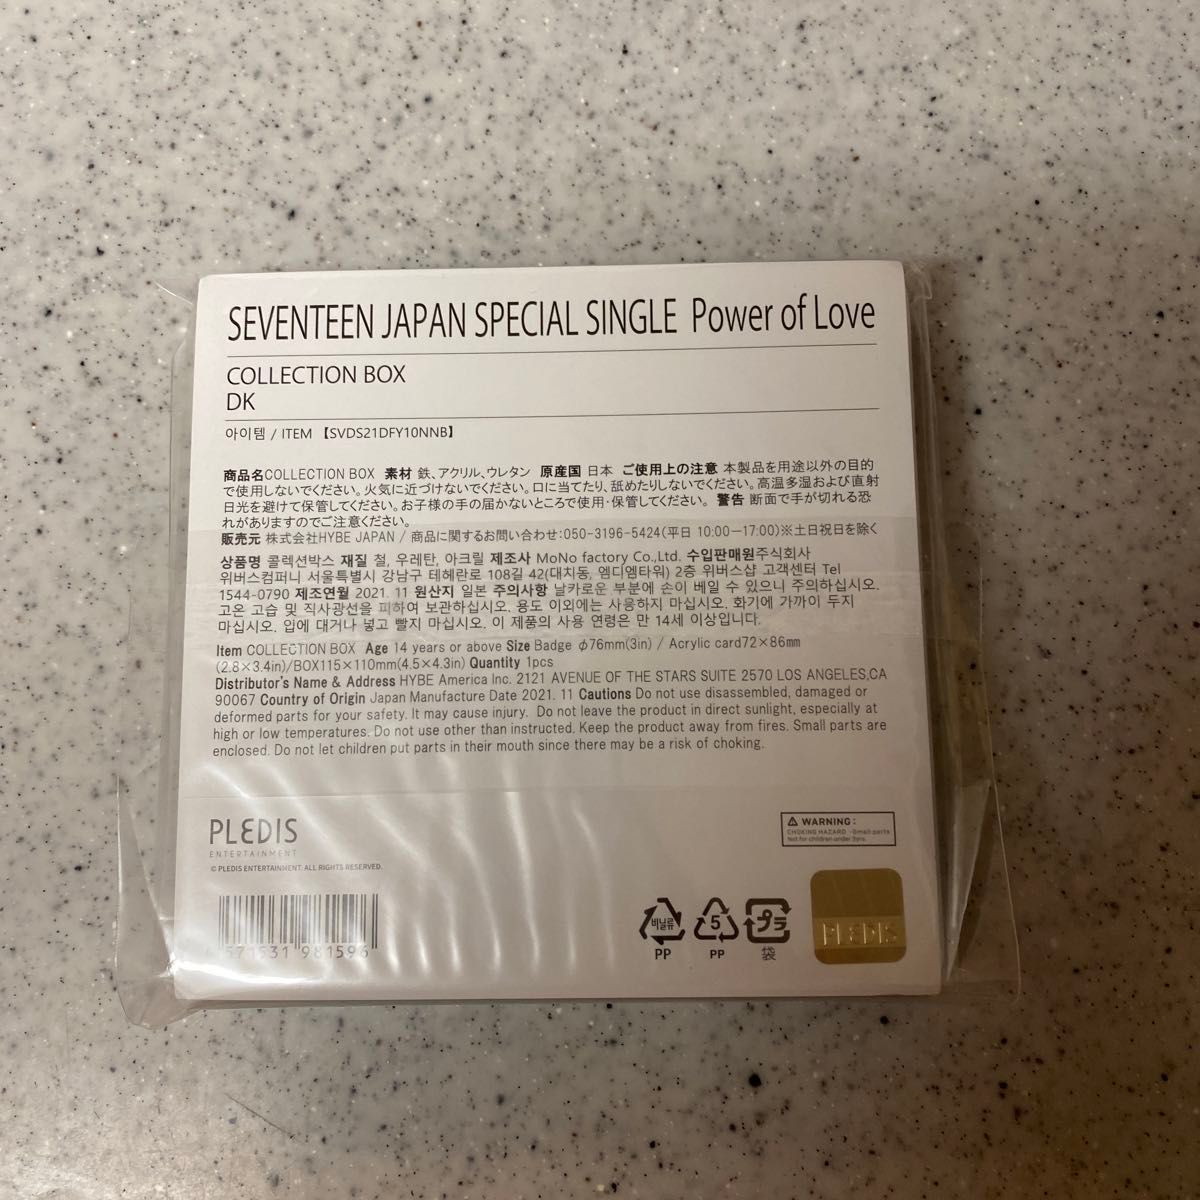 SEVENTEEN JAPAN SPECIAL SINGLE Power of Love
COLLECTION BOX
DK
아이템 / ITEM 【SVDS21DFY10NNB】
商品名COLLECTION BOX 素材 鉄、アクリル、ウレタン 原産国 日本 ご使用上の注意 本製品を用途以外の目的
で使用しないでください。火気に近づけないでください。口に当てたり、舐めたりしないでください。高温多湿および直射
日光を避けて保管してください。お子様の手の届かないところで使用・保管してください。 警告 断面で手が切れる恐
れがありますのでご注意ください。
販売元 株式会社HYBE JAPAN / 商品に関するお問い合わせ：050-3196-5424（平日 10:00―17:00）※土日祝日を除く
상품명 콜렉션박스 재질 철, 우레탄, 아크릴 제조사 MoNo factory Co.,Ltd. 수입판매원주식회사
위버스컴퍼니 서울특별시 강남구 테헤란로 108길 42(대치동, 엠디엠타워) 2층 위버스샵 고객센터 Tel
1544-0790 제조연월 2021. 11 원산지 일본 주의사항 날카로운 부분에 손이 베일 수 있으니 주의하십시오.
고온 고습 및 직사광선을 피하여 보관하십시오. 용도 이외에는 사용하지 마십시오. 화기에 가까이 두지
마십시오. 입에 대거나 넣고 빨지 마십시오. 이 제품의 사용 연령은 만 14세 이상입니다.
Item COLLECTION BOX Age 14 years or above Size Badge φ76mm(3in) / Acrylic card72×86mm
(2.8×3.4in)/BOX115×110mm(4.5×4.3in) Quantity 1pcs
Distributor's Name & Address HYBE America Inc. 2121 AVENUE OF THE STARS SUITE 2570 LOS ANGELES,CA
90067 Country of Origin Japan Manufacture Date 2021. 11 Cautions Do not use disassembled, damaged or
deformed parts for your safety. It may cause injury. Do not leave the product in direct sunlight, especially at
high or low temperatures. Do not use other than instructed. Keep the product away from fires. Small parts are
enclosed. Do not let children put parts in their mouth since there may be a risk of choking.
PLEDIS
ENTERTAINMENT
© PLEDIS ENTERTAINMENT. ALL RIGHTS RESERVED.
⚠ WARNING :
CHOKING HAZARD -Small parts
Not for children under 3yrs.
571531 981596
비닐류
PP
5
PP
プラ
袋
PLEDIS